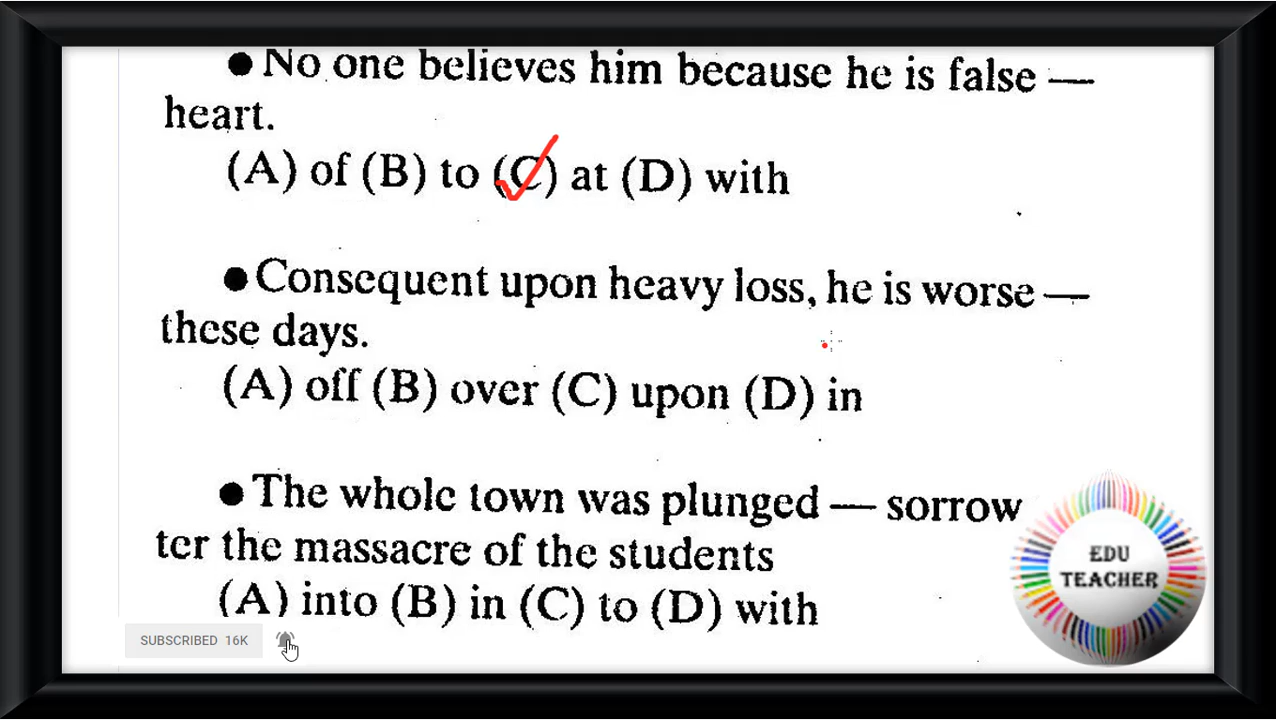 ● No one believes him because he is false —
heart.
(A) of (B) to (C) at (D) with
● Consequent upon heavy loss, he is worse —
these days.
(A) off (B) over (C) upon (D) in
● The whole town was plunged — sorrow
ter the massacre of the students
(A) into (B) in (C) to (D) with
EDU
TEACHER
SUBSCRIBED 16K